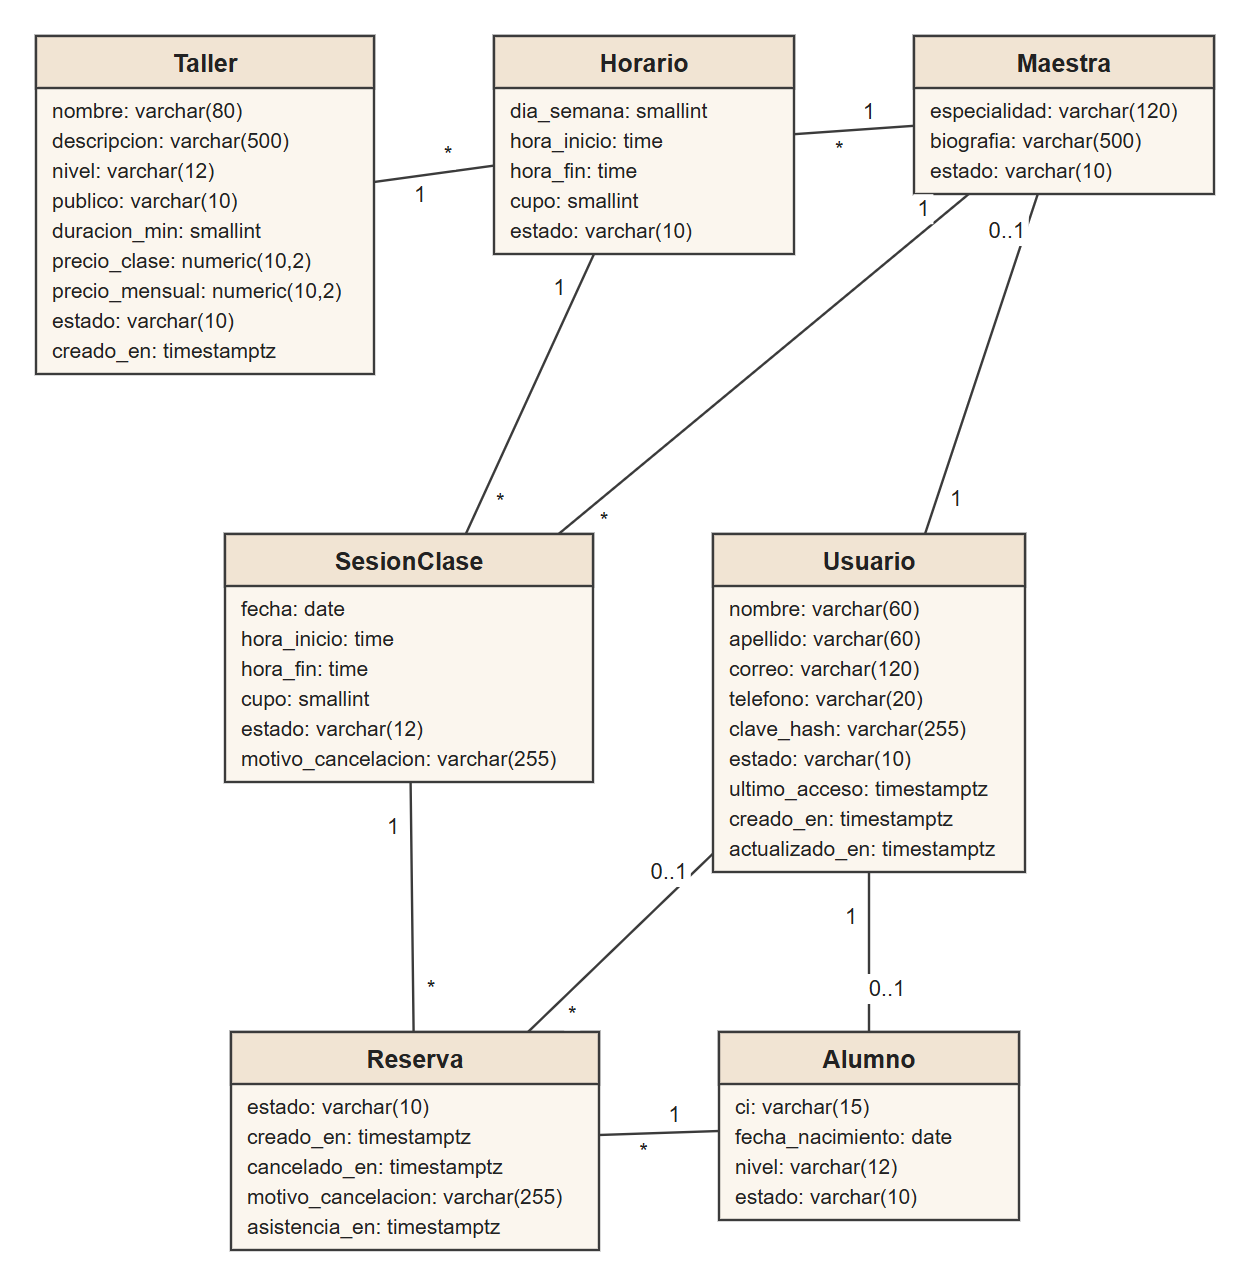 Taller
nombre: varchar(80)
descripcion: varchar(500)
nivel: varchar(12)
publico: varchar(10)
duracion_min: smallint
precio_clase: numeric(10,2)
precio_mensual: numeric(10,2)
estado: varchar(10)
creado_en: timestamptz
*
1
Horario
dia_semana: smallint
hora_inicio: time
hora_fin: time
cupo: smallint
estado: varchar(10)
1
*
Maestra
especialidad: varchar(120)
biografia: varchar(500)
estado: varchar(10)
1
0..1
1
*
*
1
SesionClase
fecha: date
hora_inicio: time
hora_fin: time
cupo: smallint
estado: varchar(12)
motivo_cancelacion: varchar(255)
Usuario
nombre: varchar(60)
apellido: varchar(60)
correo: varchar(120)
telefono: varchar(20)
clave_hash: varchar(255)
estado: varchar(10)
ultimo_acceso: timestamptz
creado_en: timestamptz
actualizado_en: timestamptz
1
0..1
1
*
*
0..1
Reserva
estado: varchar(10)
creado_en: timestamptz
cancelado_en: timestamptz
motivo_cancelacion: varchar(255)
asistencia_en: timestamptz
1
*
Alumno
ci: varchar(15)
fecha_nacimiento: date
nivel: varchar(12)
estado: varchar(10)